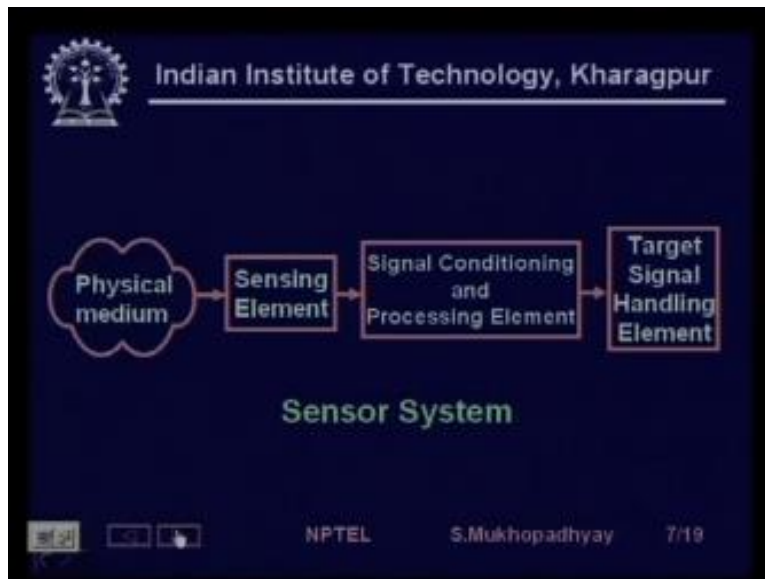 Indian Institute of Technology, Kharagpur
Physical
medium
Sensing
Element
Signal Conditioning
and
Processing Element
Target
Signal
Handling
Element
Sensor System
NPTEL
S.Mukhopadhyay
7/19